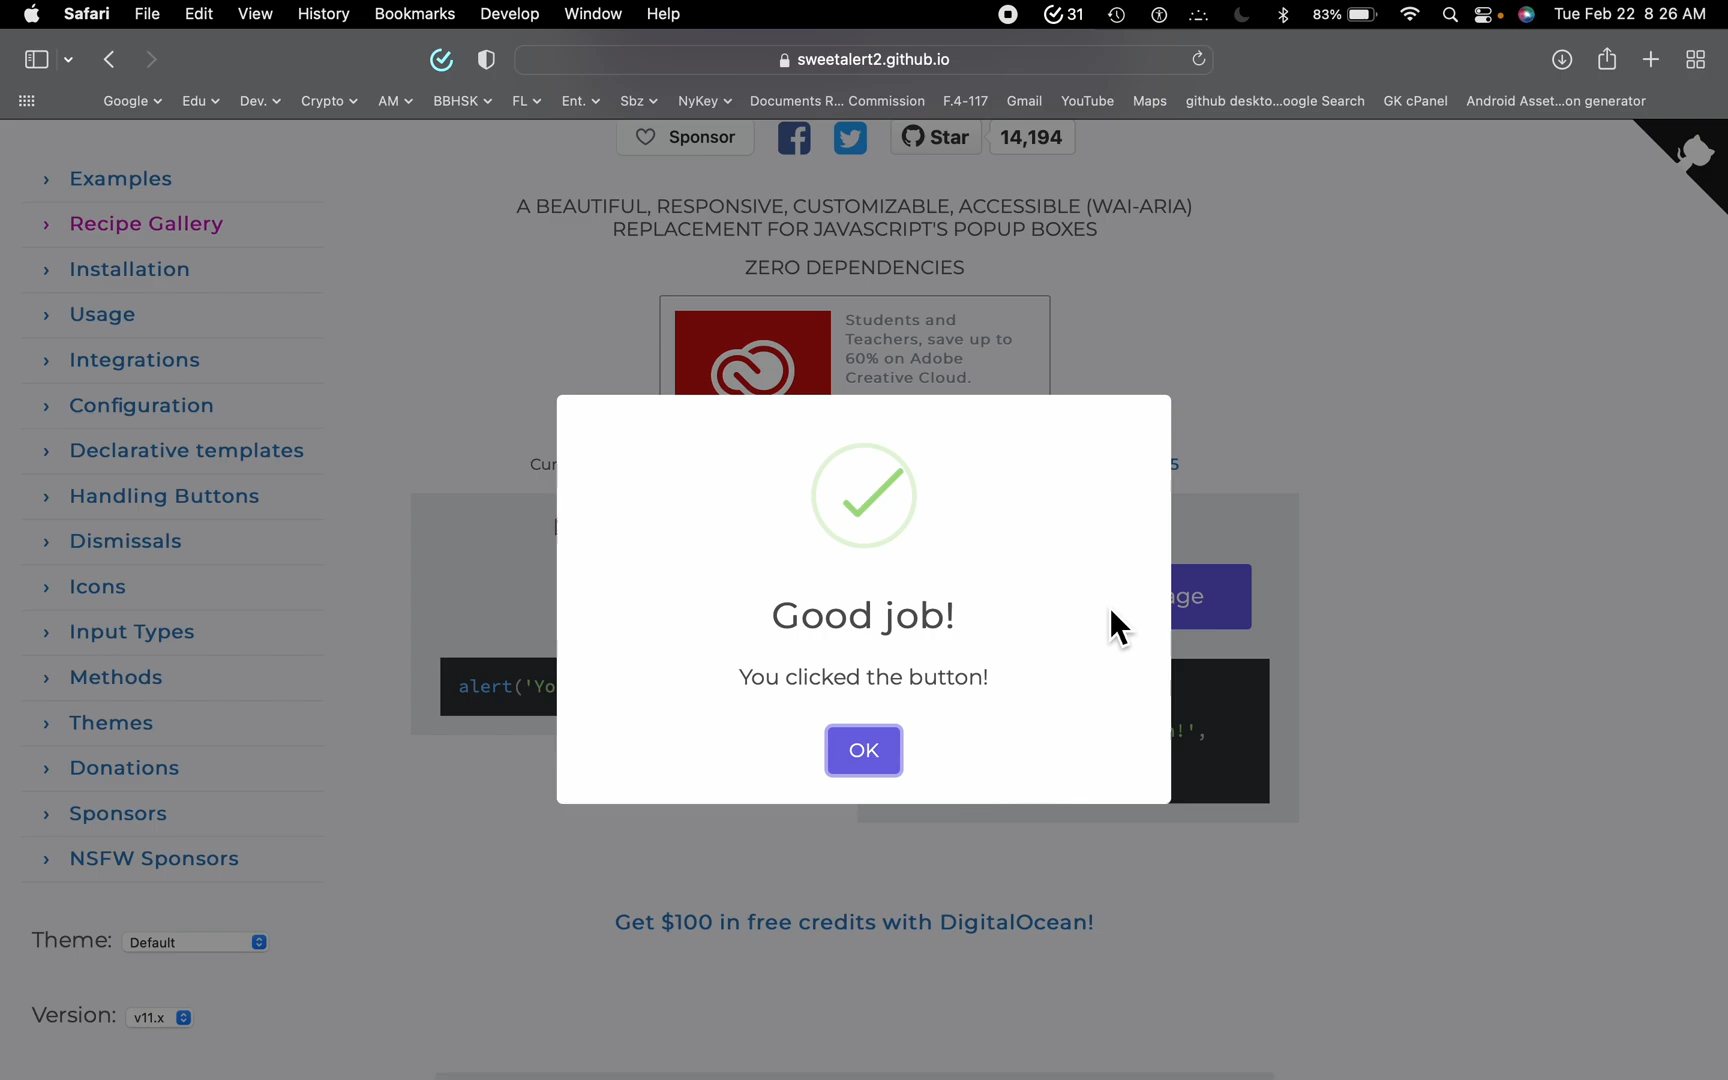 Safari File Edit View History Bookmarks Develop Window Help 31 83% Tue Feb 22 8 26 AM
sweetalert2.github.io
Google Edu Dev. Crypto AM BBHSK FL Ent. Sbz NyKey Documents R... Commission F.4-117 Gmail YouTube Maps github deskto...oogle Search GK cPanel Android Asset...on generator
Sponsor Star 14,194
› Examples
› Recipe Gallery
› Installation
› Usage
› Integrations
› Configuration
› Declarative templates
› Handling Buttons
› Dismissals
› Icons
› Input Types
› Methods
› Themes
› Donations
› Sponsors
› NSFW Sponsors
Theme: Default
Version: v11.x
A BEAUTIFUL, RESPONSIVE, CUSTOMIZABLE, ACCESSIBLE (WAI-ARIA)
REPLACEMENT FOR JAVASCRIPT'S POPUP BOXES
ZERO DEPENDENCIES
Students and
Teachers, save up to
60% on Adobe
Creative Cloud.
Cur
5
age
alert('Yo
!',
Good job!
You clicked the button!
OK
Get $100 in free credits with DigitalOcean!